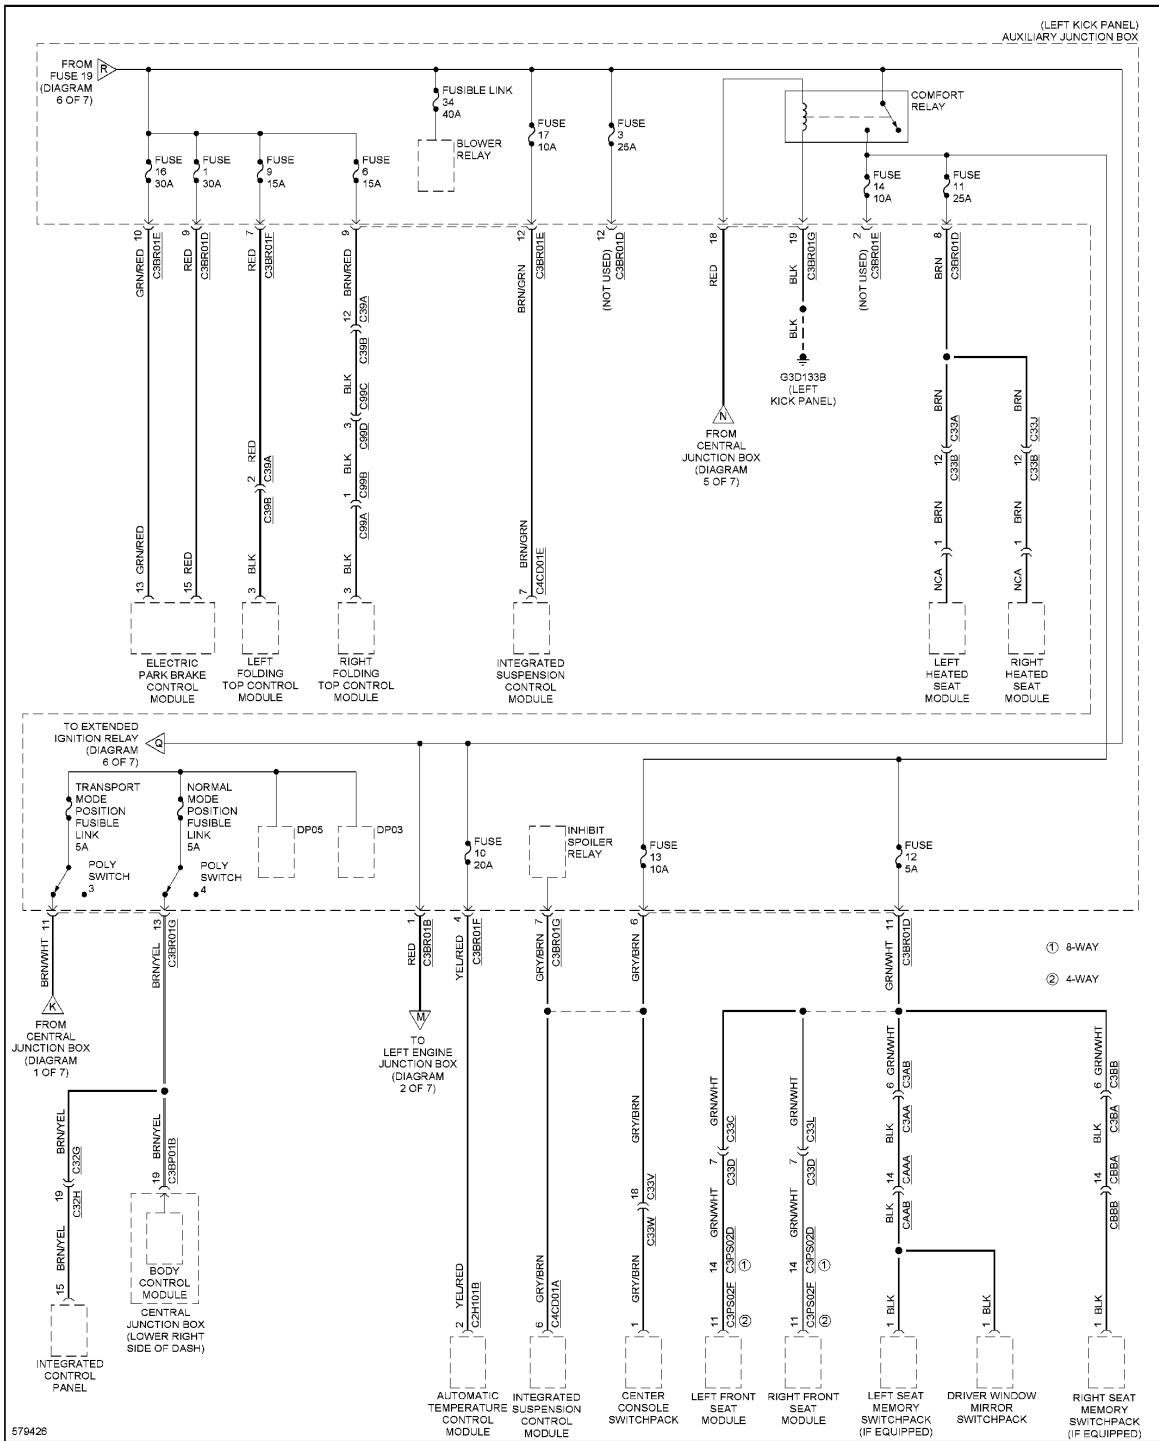 (LEFT KICK PANEL)
AUXILIARY JUNCTION BOX
FROM
FUSE 19
(DIAGRAM
6 OF 7)
R
FUSIBLE LINK
34
40A
BLOWER
RELAY
FUSE
17
10A
FUSE
3
25A
COMFORT
RELAY
FUSE
16
30A
FUSE
1
30A
FUSE
9
15A
FUSE
6
15A
FUSE
14
10A
FUSE
11
25A
10
C3BR01E
GRN/RED
9
C3BR01D
RED
7
C3BR01F
RED
9
BRN/RED
12
C3BR01E
BRN/GRN
12
C3BR01D
(NOT USED)
18
RED
19
C3BR01G
BLK
2
C3BR01E
(NOT USED)
8
C3BR01D
BRN
12
C39A
C39B
BLK
BLK
C99C
3
C99D
BLK
1
C99B
C99A
BLK
3
G3D133B
(LEFT
KICK PANEL)
N
FROM
CENTRAL
JUNCTION BOX
(DIAGRAM
5 OF 7)
BRN
C33A
12
C33B
BRN
1
NCA
BRN
C33J
12
C33B
BRN
1
NCA
RED
2
C39A
C39B
BLK
3
GRN/RED
13
RED
15
BRN/GRN
7
C4CD01E
ELECTRIC
PARK BRAKE
CONTROL
MODULE
LEFT
FOLDING
TOP CONTROL
MODULE
RIGHT
FOLDING
TOP CONTROL
MODULE
INTEGRATED
SUSPENSION
CONTROL
MODULE
LEFT
HEATED
SEAT
MODULE
RIGHT
HEATED
SEAT
MODULE
TO EXTENDED
IGNITION RELAY
(DIAGRAM
6 OF 7)
Q
TRANSPORT
MODE
POSITION
FUSIBLE
LINK
5A
NORMAL
MODE
POSITION
FUSIBLE
LINK
5A
DP05
DP03
POLY
SWITCH
3
POLY
SWITCH
4
FUSE
10
20A
INHIBIT
SPOILER
RELAY
FUSE
13
10A
FUSE
12
5A
11
BRN/WHT
13
C3BR01G
BRN/YEL
1
C3BR01B
RED
4
C3BR01F
YEL/RED
7
C3BR01G
GRY/BRN
6
GRY/BRN
11
C3BR01D
GRN/WHT
① 8-WAY
② 4-WAY
K
FROM
CENTRAL
JUNCTION BOX
(DIAGRAM
1 OF 7)
M
TO
LEFT ENGINE
JUNCTION BOX
(DIAGRAM
2 OF 7)
BRN/YEL
C32G
19
C32H
BRN/YEL
15
BRN/YEL
19
C3BP01B
GRY/BRN
18
C33V
C33W
GRY/BRN
1
GRN/WHT
7
C33C
C33D
GRN/WHT
14
C3PS02D
①
11
C3PS02F
②
GRN/WHT
7
C33L
C33D
GRN/WHT
14
C3PS02D
①
11
C3PS02F
②
GRN/WHT
6
C3AB
C3AA
BLK
14
CAAA
CAAB
BLK
1 BLK
1 BLK
GRN/WHT
6
C3BB
C3BA
BLK
14
CBBA
CBBB
1 BLK
YEL/RED
2
C2H101B
GRY/BRN
6
C4CD01A
BODY
CONTROL
MODULE
CENTRAL
JUNCTION BOX
(LOWER RIGHT
SIDE OF DASH)
INTEGRATED
CONTROL
PANEL
AUTOMATIC
TEMPERATURE
CONTROL
MODULE
INTEGRATED
SUSPENSION
CONTROL
MODULE
CENTER
CONSOLE
SWITCHPACK
LEFT FRONT
SEAT
MODULE
RIGHT FRONT
SEAT
MODULE
LEFT SEAT
MEMORY
SWITCHPACK
(IF EQUIPPED)
DRIVER WINDOW
MIRROR
SWITCHPACK
RIGHT SEAT
MEMORY
SWITCHPACK
(IF EQUIPPED)
579426